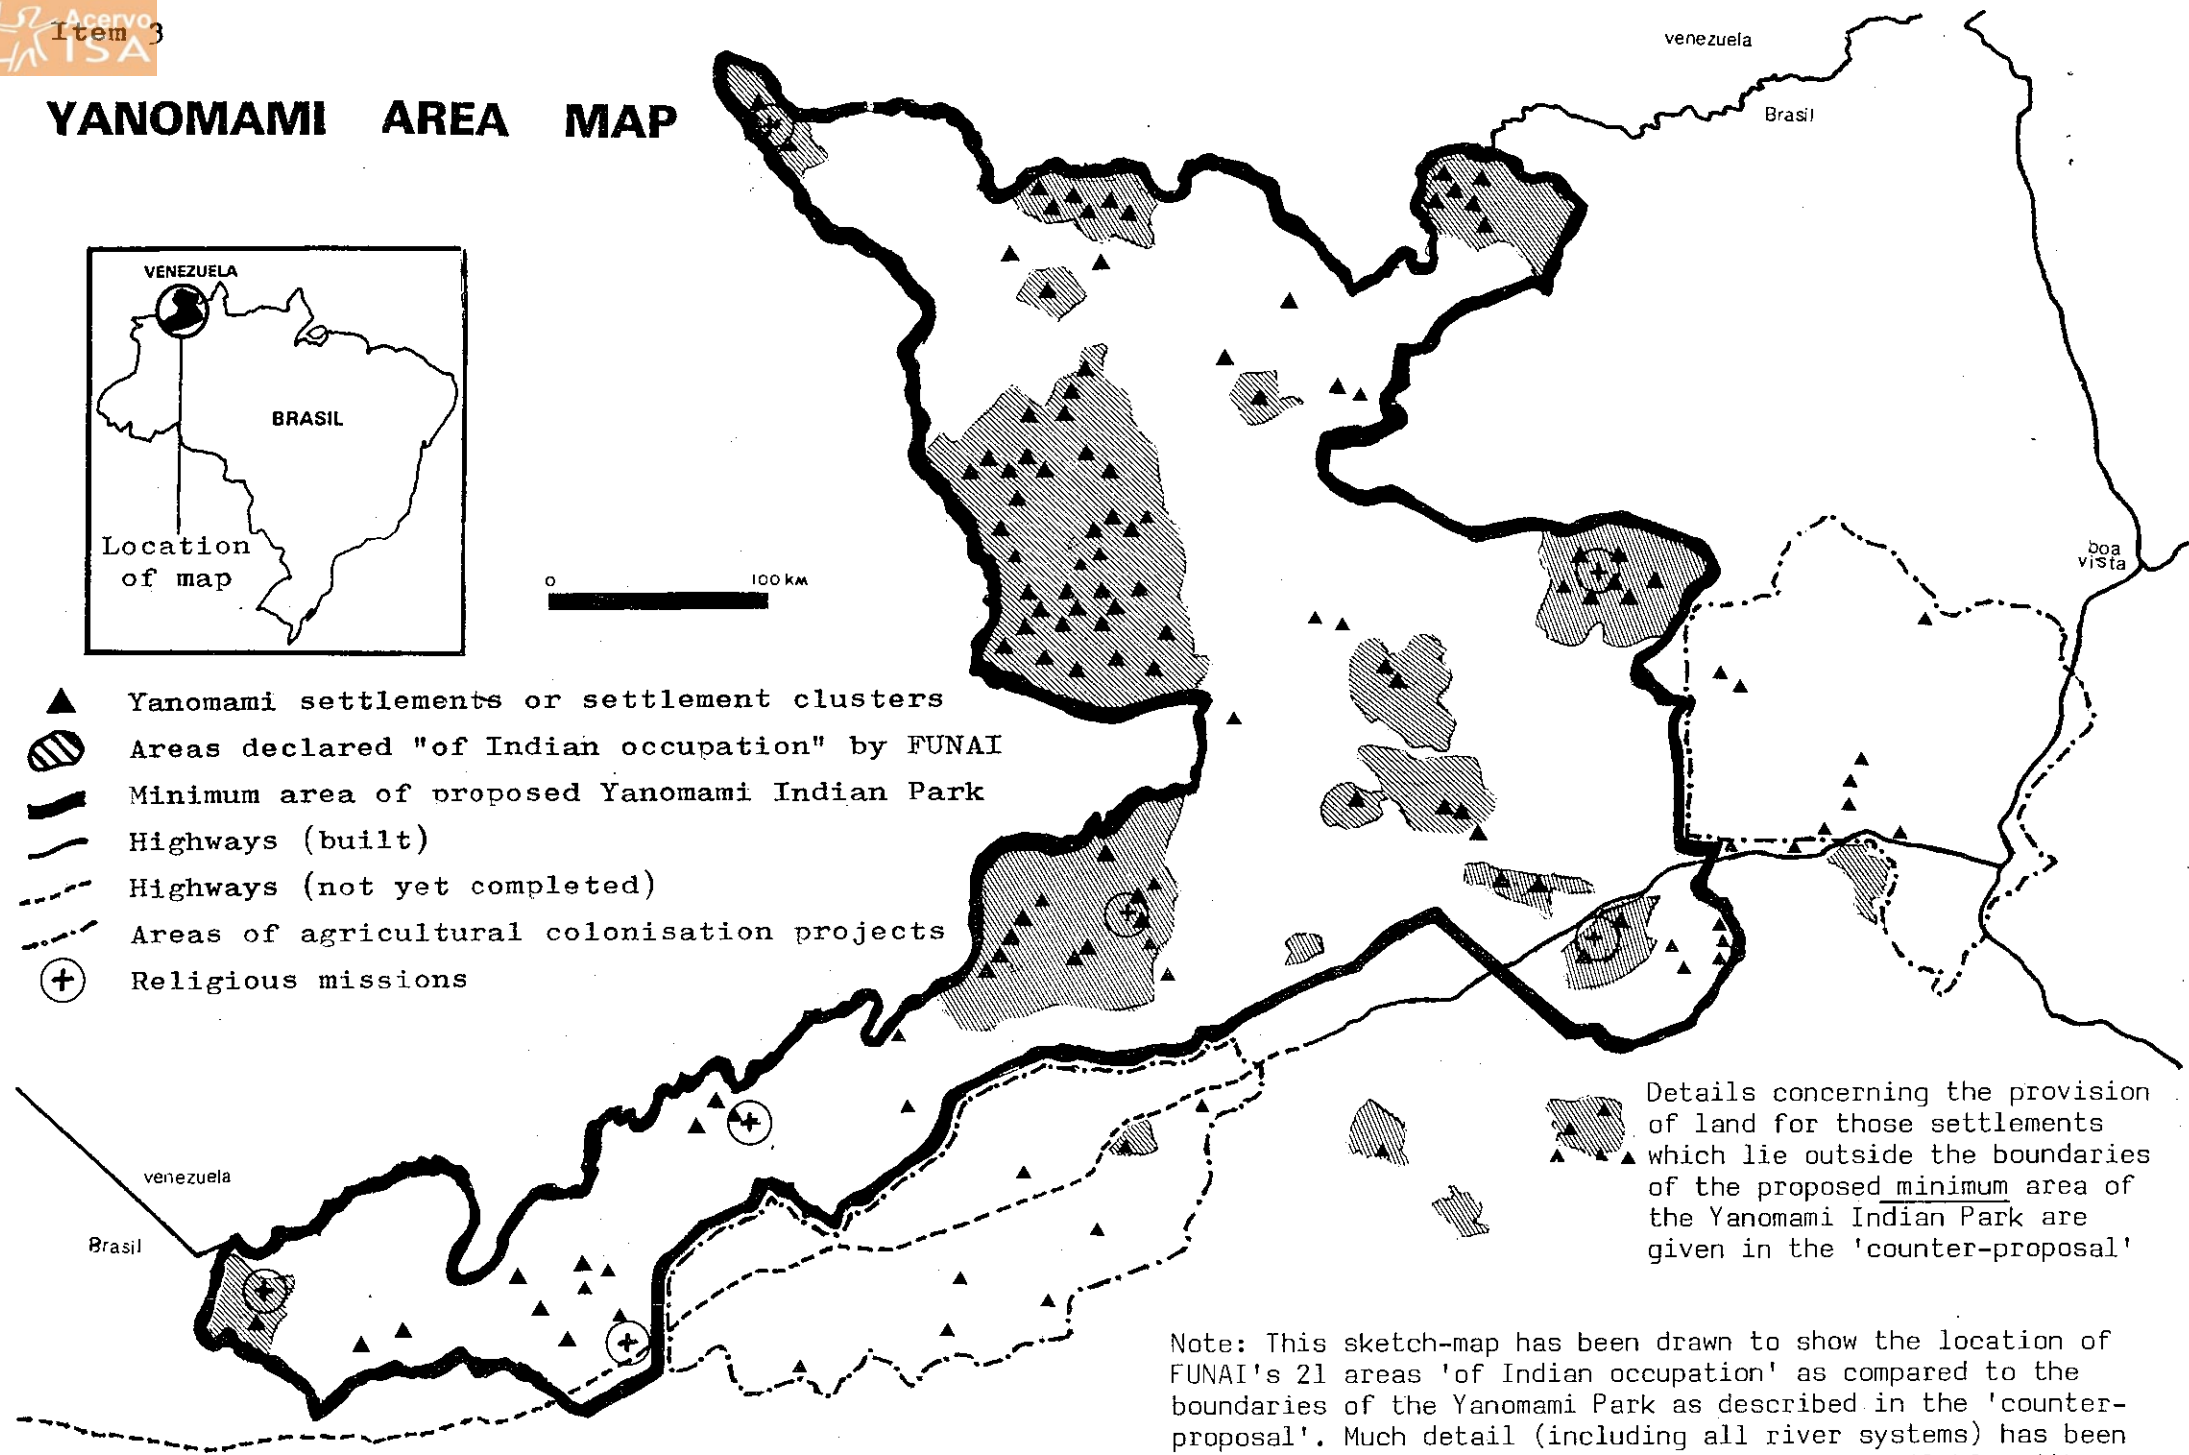 Acervo
ISA
Item 3
YANOMAMI AREA MAP
venezuela
Brasil
VENEZUELA
BRASIL
Location
of map
0 100 KM
boa
vista
Yanomami settlements or settlement clusters
Areas declared "of Indian occupation" by FUNAI
Minimum area of proposed Yanomami Indian Park
Highways (built)
Highways (not yet completed)
Areas of agricultural colonisation projects
Religious missions
venezuela
Brasil
Details concerning the provision
of land for those settlements
which lie outside the boundaries
of the proposed minimum area of
the Yanomami Indian Park are
given in the 'counter-proposal'
Note: This sketch-map has been drawn to show the location of
FUNAI's 21 areas 'of Indian occupation' as compared to the
boundaries of the Yanomami Park as described in the 'counter-
proposal'. Much detail (including all river systems) has been